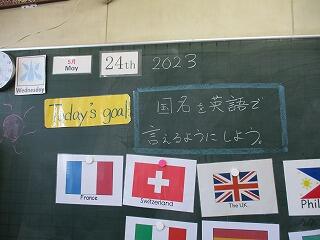 水
Wednesday
5月
May
24th
2023
Today's goal
国名を英語で
言えるようにしよう。
France
Switzerland
The UK
Phil